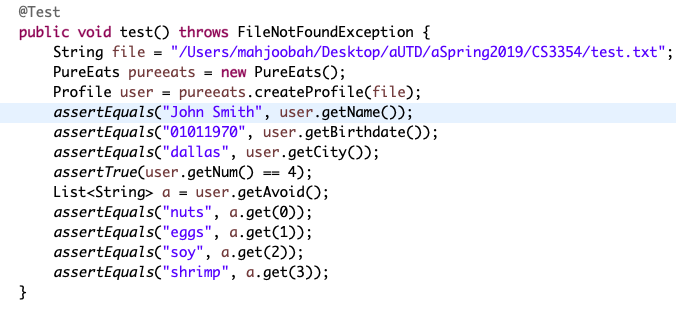 @Test
public void test() throws FileNotFoundException {
String file = "/Users/mahjoobah/Desktop/aUTD/aSpring2019/CS3354/test.txt";
PureEats pureeats = new PureEats();
Profile user = pureeats.createProfile(file);
assertEquals("John Smith", user.getName());
assertEquals("01011970", user.getBirthdate());
assertEquals("dallas", user.getCity());
assertTrue(user.getNum() == 4);
List<String> a = user.getAvoid();
assertEquals("nuts", a.get(0));
assertEquals("eggs", a.get(1));
assertEquals("soy", a.get(2));
assertEquals("shrimp", a.get(3));
}